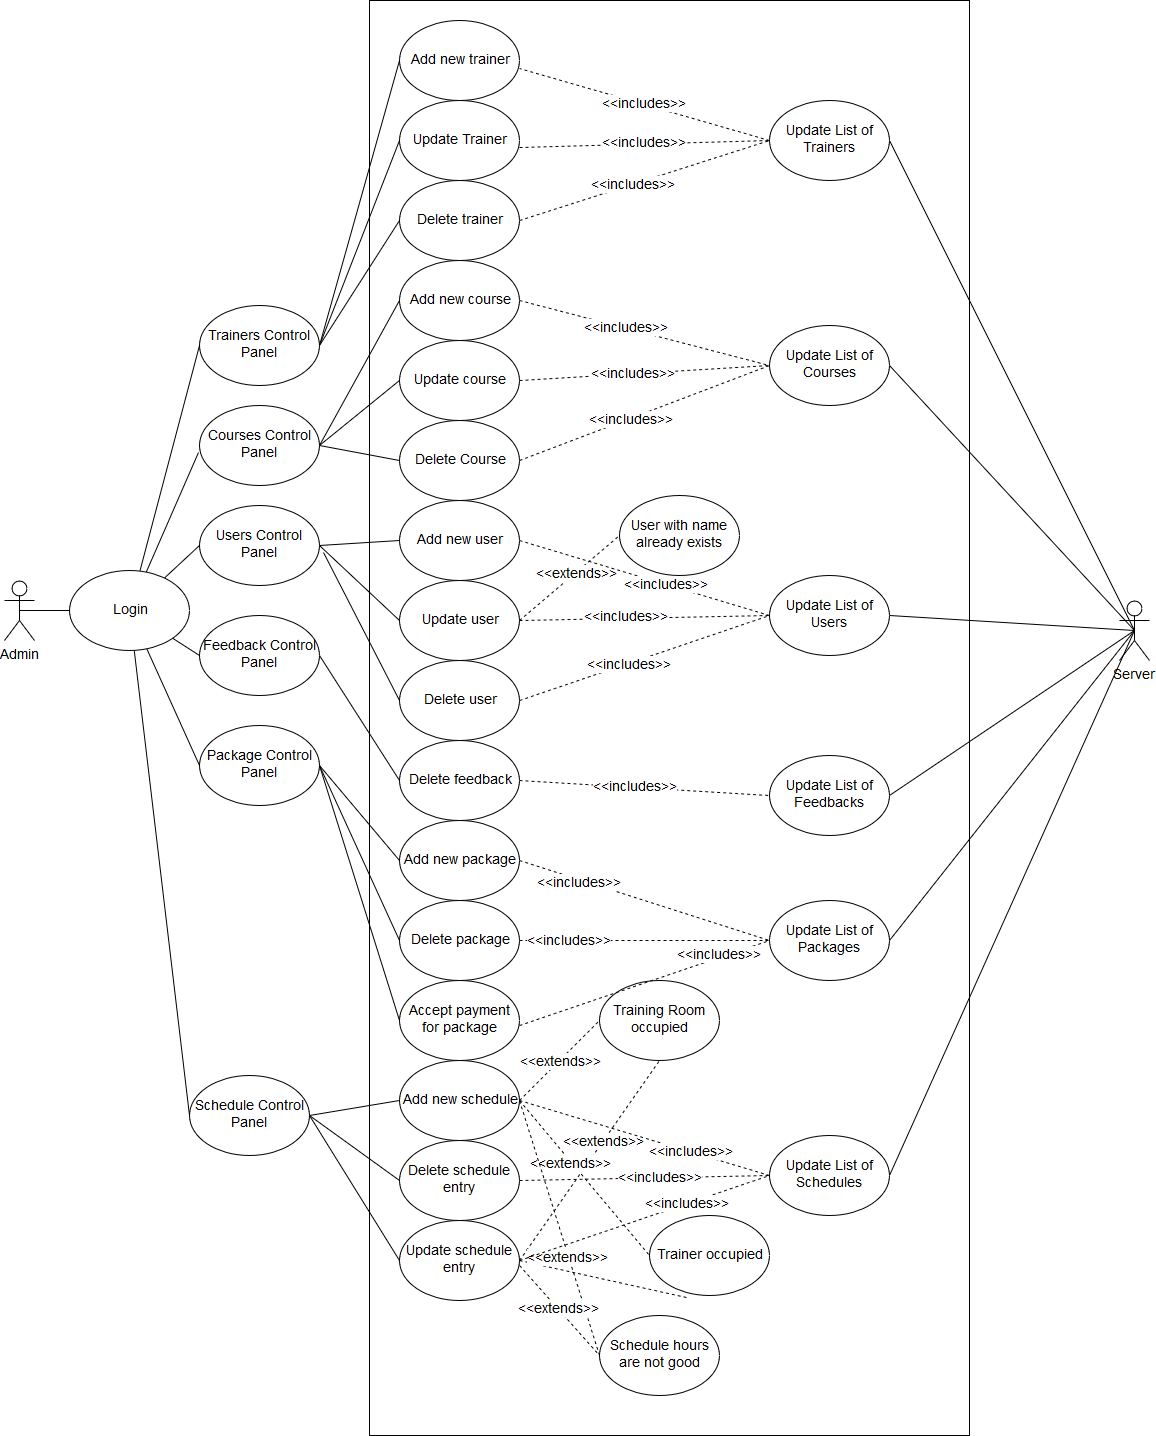 Add new trainer
<<includes>>
Update List of
Trainers
Update Trainer
<<includes>>
<<includes>>
Delete trainer
Add new course
<<includes>>
Trainers Control
Panel
Update List of
Courses
Update course
<<includes>>
<<includes>>
Courses Control
Panel
Delete Course
User with name
already exists
Users Control
Panel
Add new user
<<extends>>
<<includes>>
Login
Update user
<<includes>>
Update List of
Users
Admin
Feedback Control
Panel
<<includes>>
Server
Delete user
Package Control
Panel
Delete feedback
<<includes>>
Update List of
Feedbacks
Add new package
<<includes>>
Delete package
<<includes>>
Update List of
Packages
<<includes>>
Accept payment
for package
Training Room
occupied
<<extends>>
Schedule Control
Panel
Add new schedule
<<extends>>
<<includes>>
<<extends>>
Delete schedule
entry
<<includes>>
Update List of
Schedules
<<includes>>
Update schedule
entry
<<extends>>
Trainer occupied
<<extends>>
Schedule hours
are not good